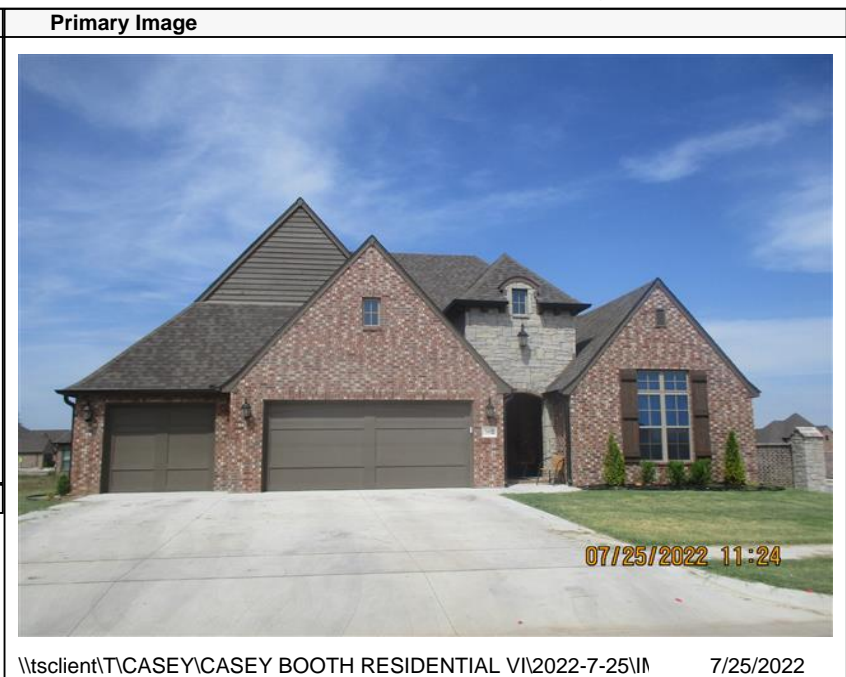 Primary Image
07/25/2022 11:24
\\tsclient\T\CASEY\CASEY BOOTH RESIDENTIAL VI\2022-7-25\IM 7/25/2022